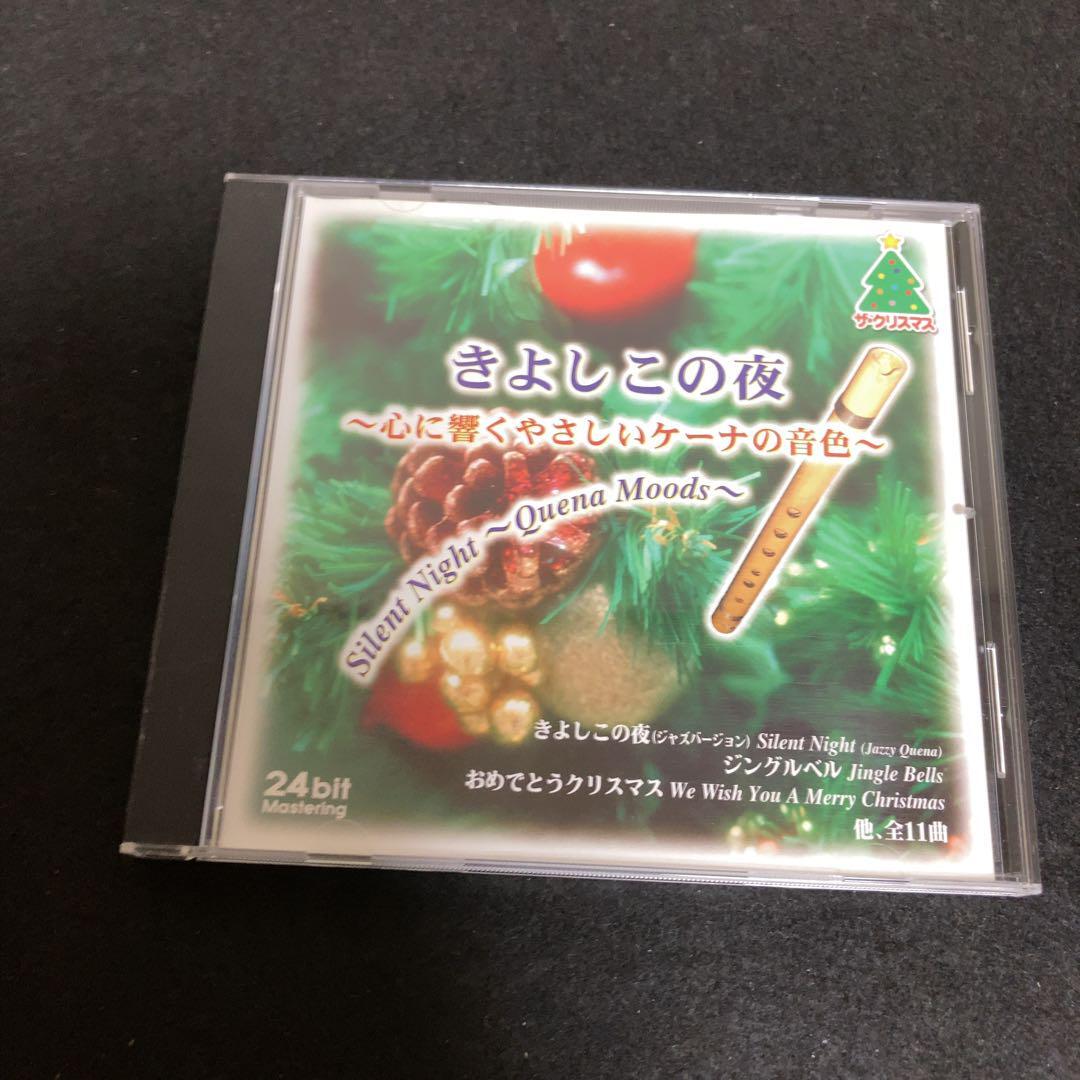 ザ・クリスマス
きよしこの夜
～心に響くやさしいケーナの音色～
Silent Night ～Quena Moods～
きよしこの夜(ジャズバージョン) Silent Night (Jazzy Quena)
ジングルベル Jingle Bells
おめでとうクリスマス We Wish You A Merry Christmas
他、全11曲
24bit
Mastering